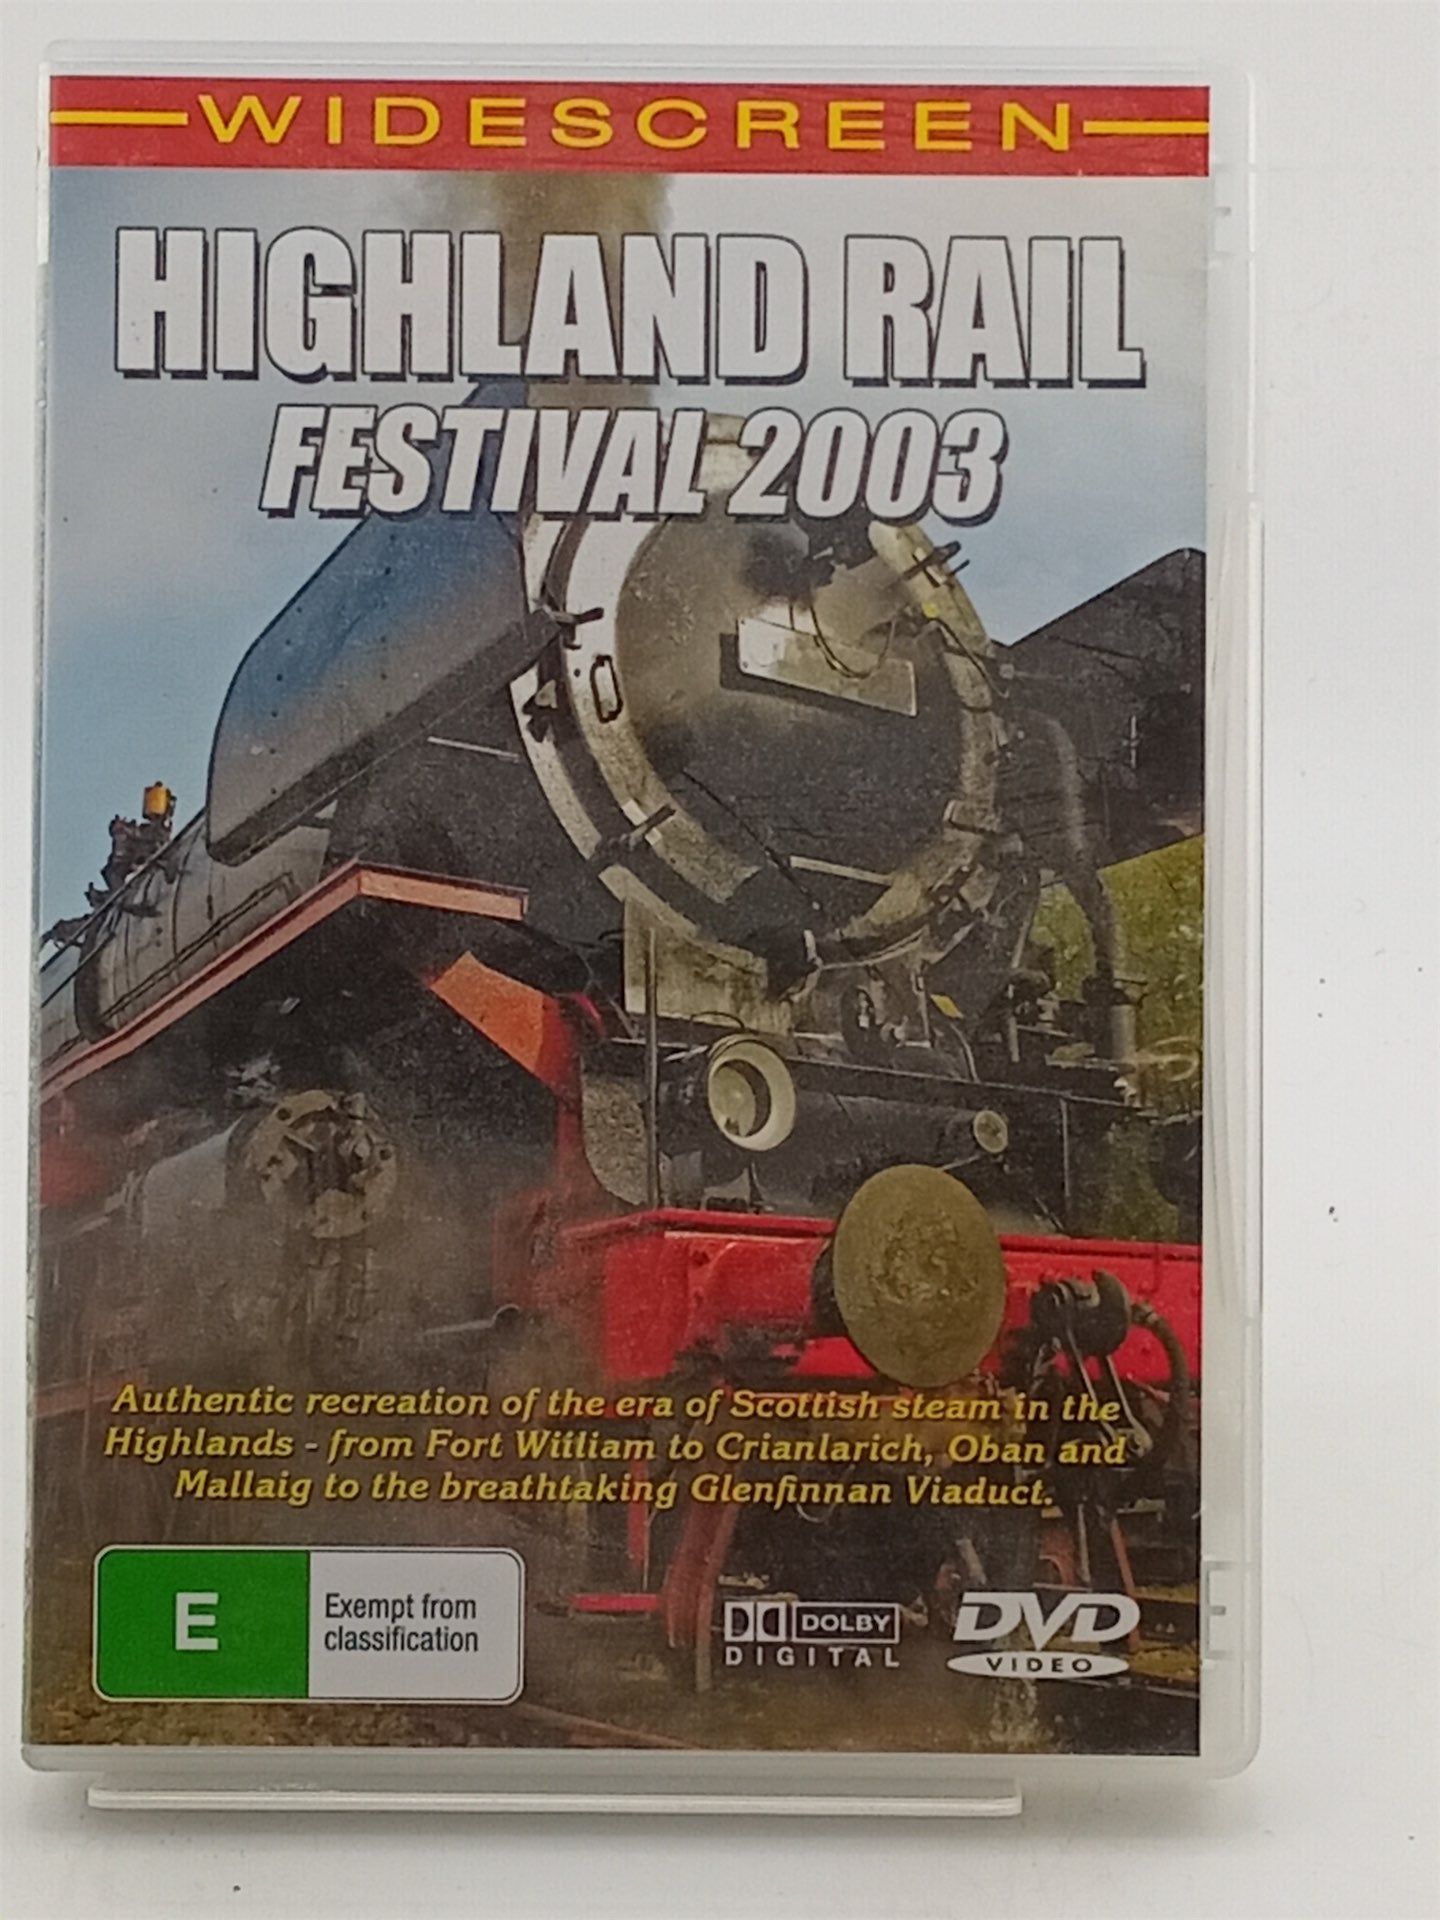 WIDESCREEN
HIGHLAND RAIL
FESTIVAL 2003
Authentic recreation of the era of Scottish steam in the
Highlands - from Fort William to Crianlarich, Oban and
Mallaig to the breathtaking Glenfinnan Viaduct.
E
Exempt from
classification
DOLBY
DIGITAL
DVD
VIDEO